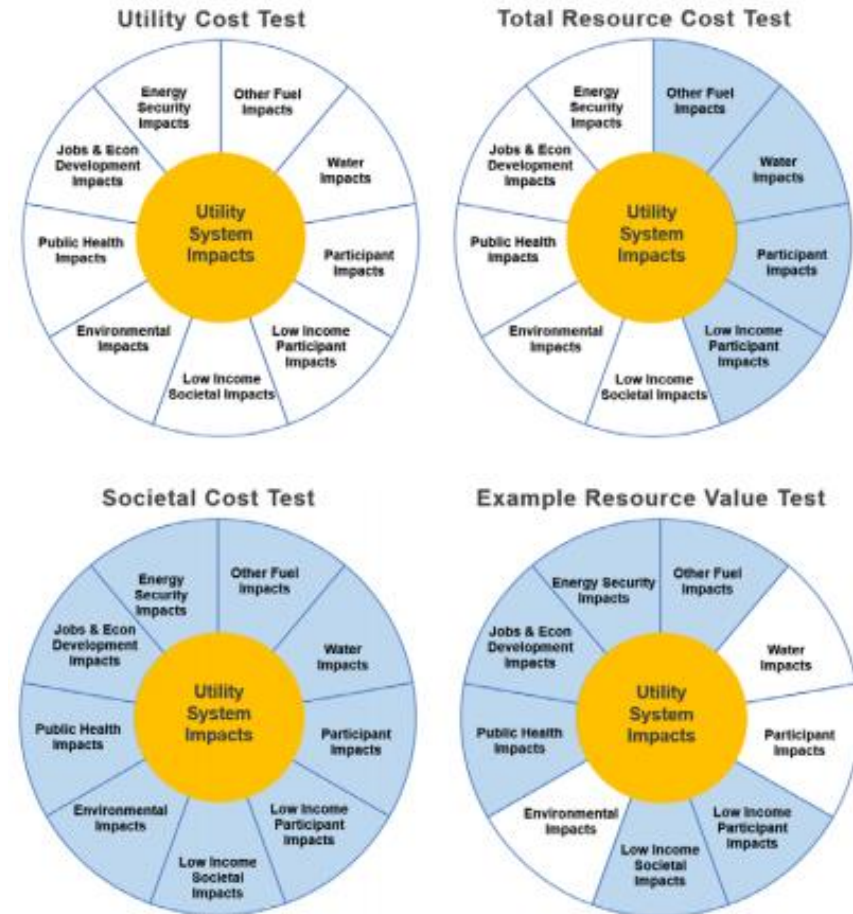 Utility Cost Test
Energy
Security
Impacts
Other Fuel
Impacts
Jobs & Econ
Development
Impacts
Water
Impacts
Utility
System
Impacts
Public Health
Impacts
Participant
Impacts
Environmental
Impacts
Low Income
Participant
Impacts
Low Income
Societal Impacts
Total Resource Cost Test
Energy
Security
Impacts
Other Fuel
Impacts
Jobs & Econ
Development
Impacts
Water
Impacts
Utility
System
Impacts
Public Health
Impacts
Participant
Impacts
Environmental
Impacts
Low Income
Participant
Impacts
Low Income
Societal Impacts
Societal Cost Test
Energy
Security
Impacts
Other Fuel
Impacts
Jobs & Econ
Development
Impacts
Water
Impacts
Utility
System
Impacts
Public Health
Impacts
Participant
Impacts
Environmental
Impacts
Low Income
Participant
Impacts
Low Income
Societal
Impacts
Example Resource Value Test
Energy Security
Impacts
Other Fuel
Impacts
Jobs & Econ
Development
Impacts
Water
Impacts
Utility
System
Impacts
Public Health
Impacts
Participant
Impacts
Environmental
Impacts
Low Income
Participant
Impacts
Low Income
Societal
Impacts